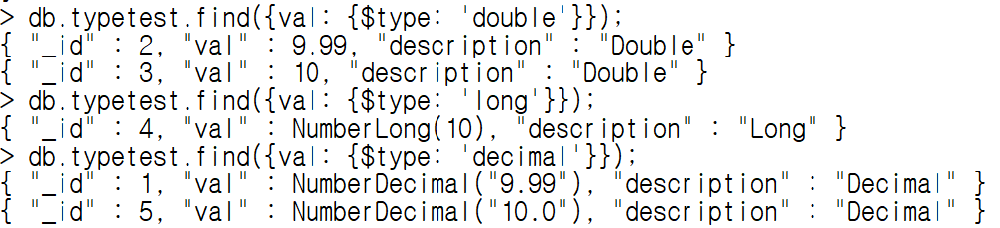 > db.typetest.find({val: {$type: 'double'}});
{ "_id" : 2, "val" : 9.99, "description" : "Double" }
{ "_id" : 3, "val" : 10, "description" : "Double" }
> db.typetest.find({val: {$type: 'long'}});
{ "_id" : 4, "val" : NumberLong(10), "description" : "Long" }
> db.typetest.find({val: {$type: 'decimal'}});
{ "_id" : 1, "val" : NumberDecimal("9.99"), "description" : "Decimal" }
{ "_id" : 5, "val" : NumberDecimal("10.0"), "description" : "Decimal" }